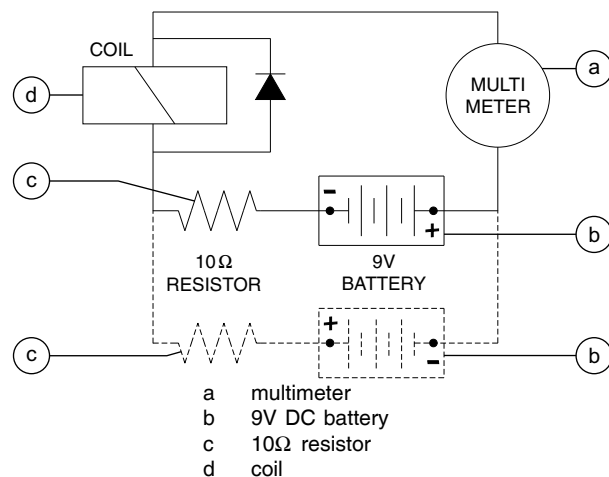 COIL
a
MULTI
METER
d
c
-
+
b
10Ω
RESISTOR
9V
BATTERY
+
-
c
b
a multimeter
b 9V DC battery
c 10Ω resistor
d coil